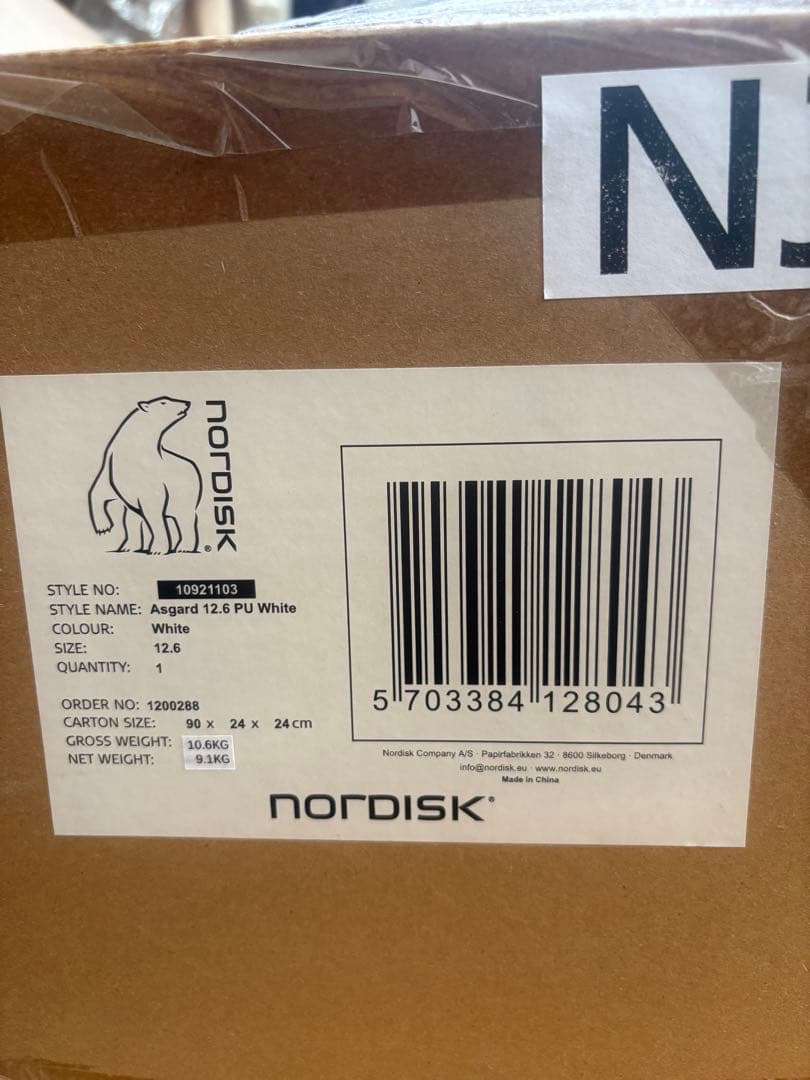 N
NORDISK
STYLE NO: 10921103
STYLE NAME: Asgard 12.6 PU White
COLOUR: White
SIZE: 12.6
QUANTITY: 1
ORDER NO: 1200288
CARTON SIZE: 90 x 24 x 24 cm
GROSS WEIGHT: 10.6KG
NET WEIGHT: 9.1KG
5 703384 128043
Nordisk Company A/S · Papirfabrikken 32 · 8600 Silkeborg · Denmark
info@nordisk.eu · www.nordisk.eu
Made in China
NORDISK®